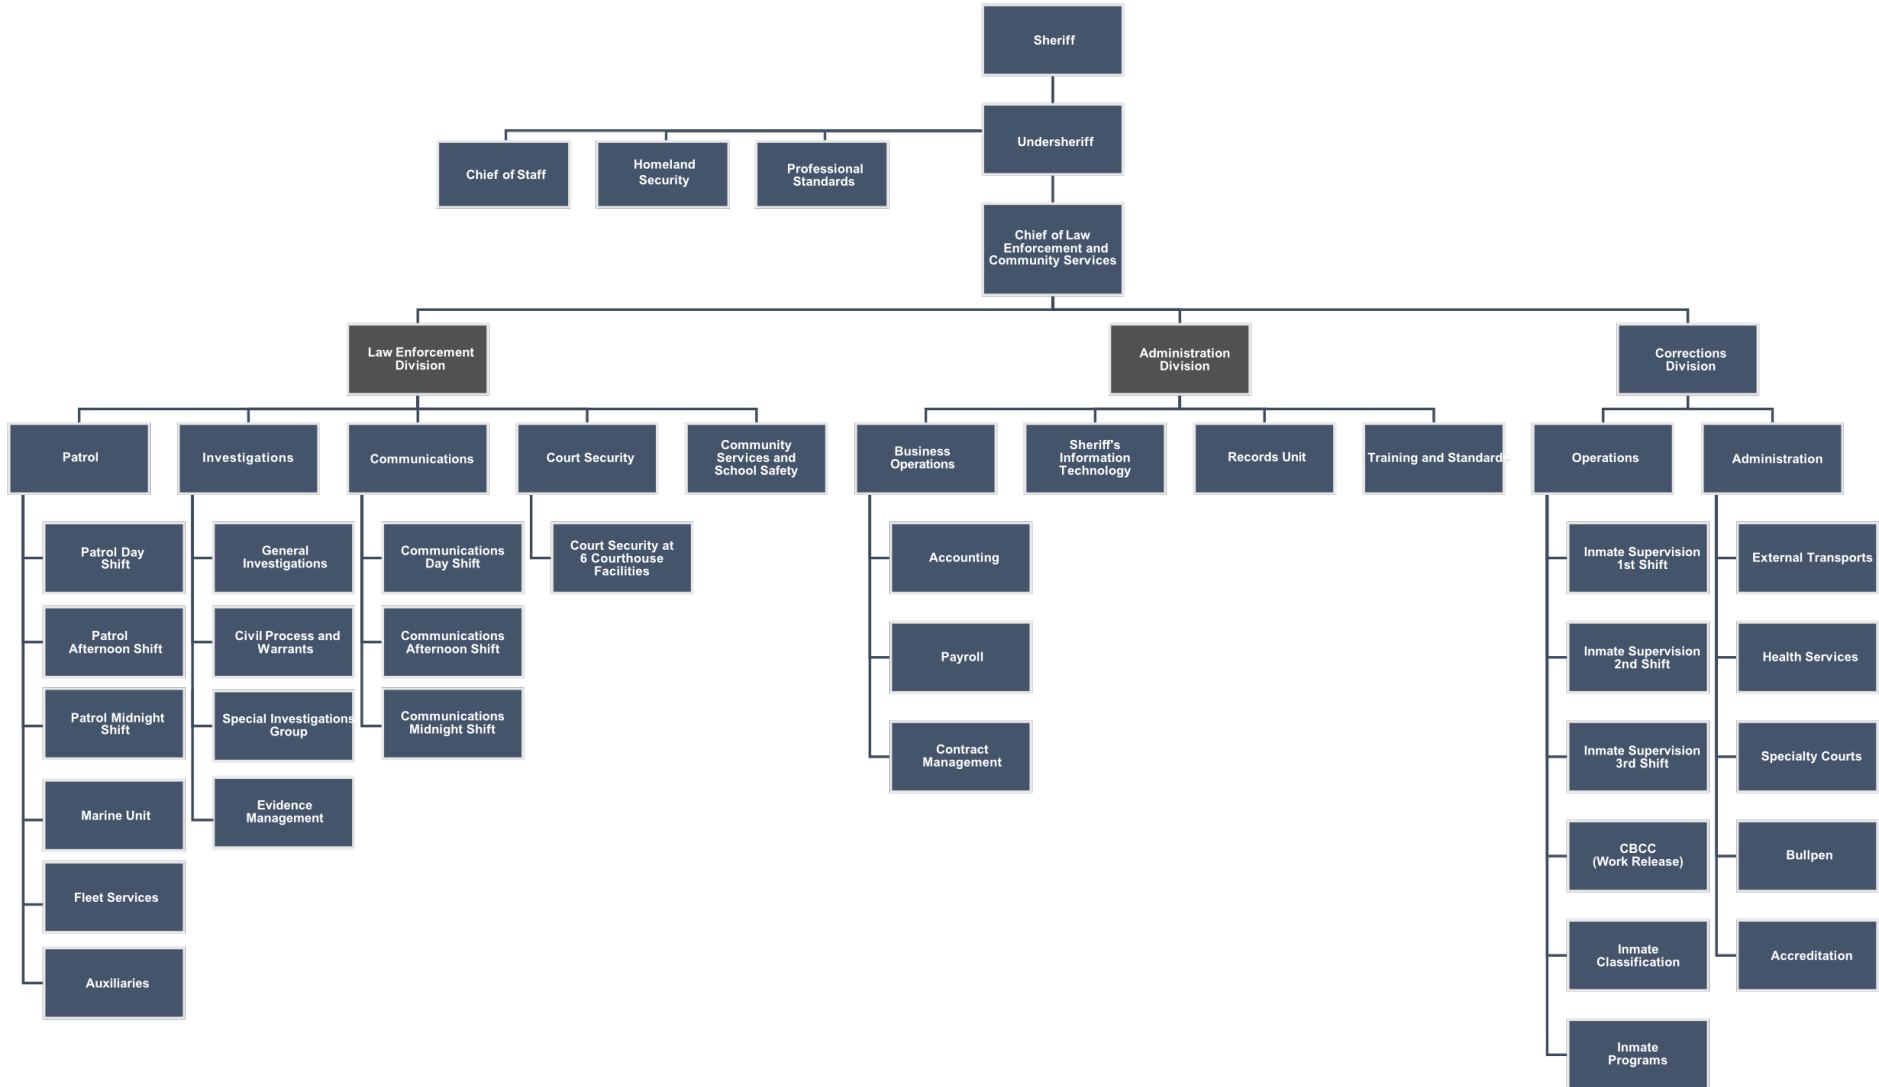 Sheriff
Undersheriff
Chief of Staff
Homeland
Security
Professional
Standards
Chief of Law
Enforcement and
Community Services
Law Enforcement
Division
Administration
Division
Corrections
Division
Patrol
Investigations
Communications
Court Security
Community
Services and
School Safety
Business
Operations
Sheriff's
Information
Technology
Records Unit
Training and Standards
Operations
Administration
Patrol Day
Shift
Patrol
Afternoon Shift
Patrol Midnight
Shift
Marine Unit
Fleet Services
Auxiliaries
General
Investigations
Civil Process and
Warrants
Special Investigations
Group
Evidence
Management
Communications
Day Shift
Communications
Afternoon Shift
Communications
Midnight Shift
Court Security at
6 Courthouse
Facilities
Accounting
Payroll
Contract
Management
Inmate Supervision
1st Shift
Inmate Supervision
2nd Shift
Inmate Supervision
3rd Shift
CBCC
(Work Release)
Inmate
Classification
Inmate
Programs
External Transports
Health Services
Specialty Courts
Bullpen
Accreditation